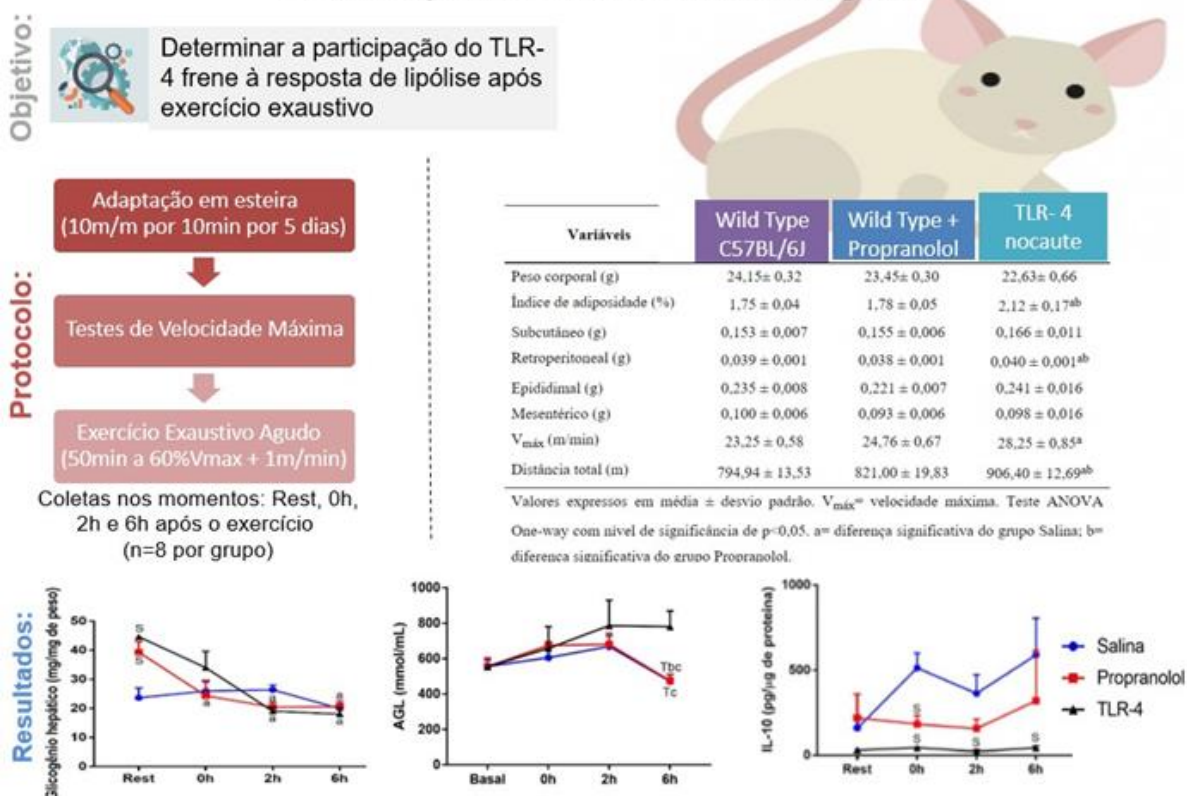 Objetivo:
Determinar a participação do TLR-
4 frene à resposta de lipólise após
exercício exaustivo
Protocolo:
Adaptação em esteira
(10m/m por 10min por 5 dias)
Testes de Velocidade Máxima
Exercício Exaustivo Agudo
(50min a 60%Vmax + 1m/min)
Coletas nos momentos: Rest, 0h,
2h e 6h após o exercício
(n=8 por grupo)
Variáveis Wild Type C57BL/6J Wild Type + Propranolol TLR- 4 nocaute
Peso corporal (g) 24,15± 0,32 23,45± 0,30 22,63± 0,66
Índice de adiposidade (%) 1,75 ± 0,04 1,78 ± 0,05 2,12 ± 0,17ab
Subcutâneo (g) 0,153 ± 0,007 0,155 ± 0,006 0,166 ± 0,011
Retroperitoneal (g) 0,039 ± 0,001 0,038 ± 0,001 0,040 ± 0,001ab
Epididimal (g) 0,235 ± 0,008 0,221 ± 0,007 0,241 ± 0,016
Mesentérico (g) 0,100 ± 0,006 0,093 ± 0,006 0,098 ± 0,016
Vmáx (m/min) 23,25 ± 0,58 24,76 ± 0,67 28,25 ± 0,85a
Distância total (m) 794,94 ± 13,53 821,00 ± 19,83 906,40 ± 12,69ab
Valores expressos em média ± desvio padrão. Vmáx= velocidade máxima. Teste ANOVA
One-way com nível de significância de p<0,05. a= diferença significativa do grupo Salina; b=
diferença significativa do grupo Propranolol.
Resultados:
Glicogênio hepático (mg/mg de peso)
50
40
30
20
10
0
S
S
a
a
a
a
a
Rest 0h 2h 6h
AGL (mmol/mL)
1000
800
600
400
200
0
Tbc
Tc
Basal 0h 2h 6h
IL-10 (pg/µg de proteína)
1000
500
0
S
S
S
S
Rest 0h 2h 6h
Salina
Propranolol
TLR-4